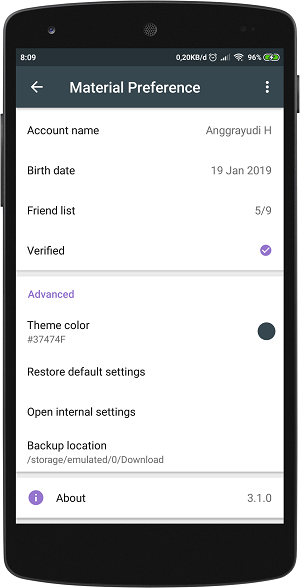 8:09 0,20KB/d 96%
Material Preference
Account name Anggrayudi H
Birth date 19 Jan 2019
Friend list 5/9
Verified
Advanced
Theme color
#37474F
Restore default settings
Open internal settings
Backup location
/storage/emulated/0/Download
About 3.1.0